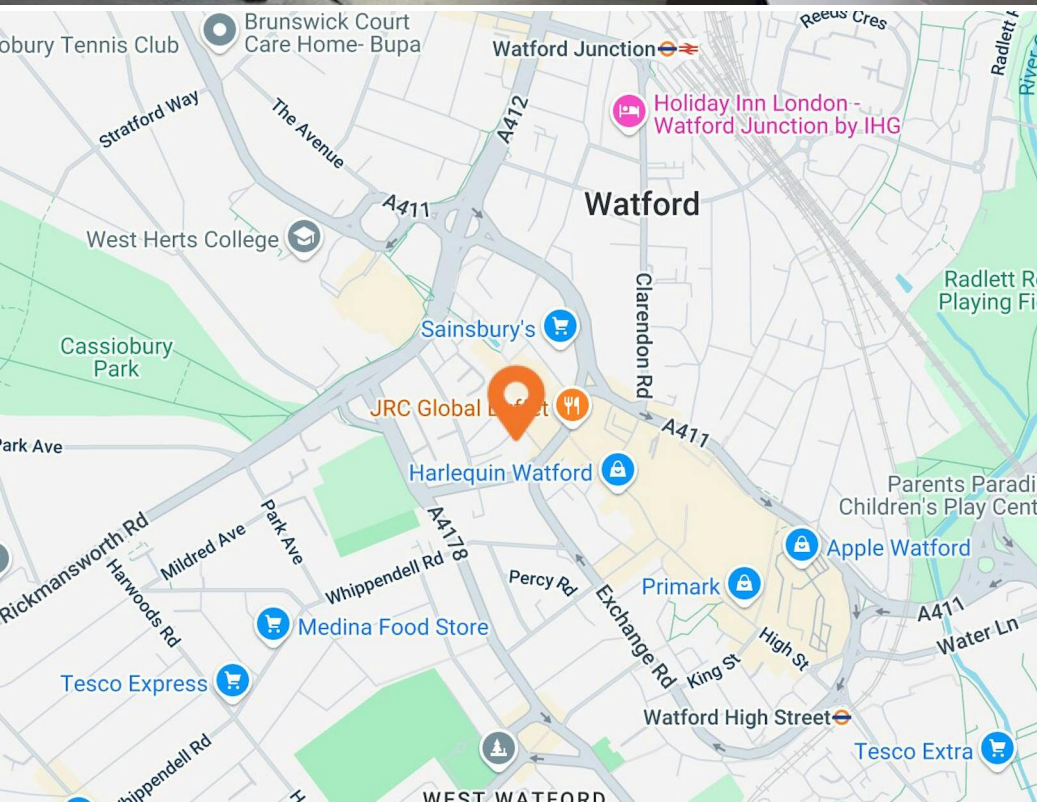 Brunswick Court
Care Home- Bupa
Reeds Cres
obury Tennis Club
Watford Junction
Radlett R
River
Holiday Inn London -
Watford Junction by IHG
Stratford Way
The Avenue
A412
Watford
A411
West Herts College
Radlett R
Playing Fi
Clarendon Rd
Sainsbury's
Cassiobury
Park
JRC Global Buffet
A411
Park Ave
Harlequin Watford
Parents Paradi
Children's Play Cent
A4178
Park Ave
Rickmansworth Rd
Mildred Ave
Apple Watford
Whippendell Rd
Percy Rd
Primark
Harwoods Rd
Exchange Rd
A411
Medina Food Store
Water Ln
High St
King St
Tesco Express
Watford High Street
Tesco Extra
hippendell Rd
H
WEST WATFORD